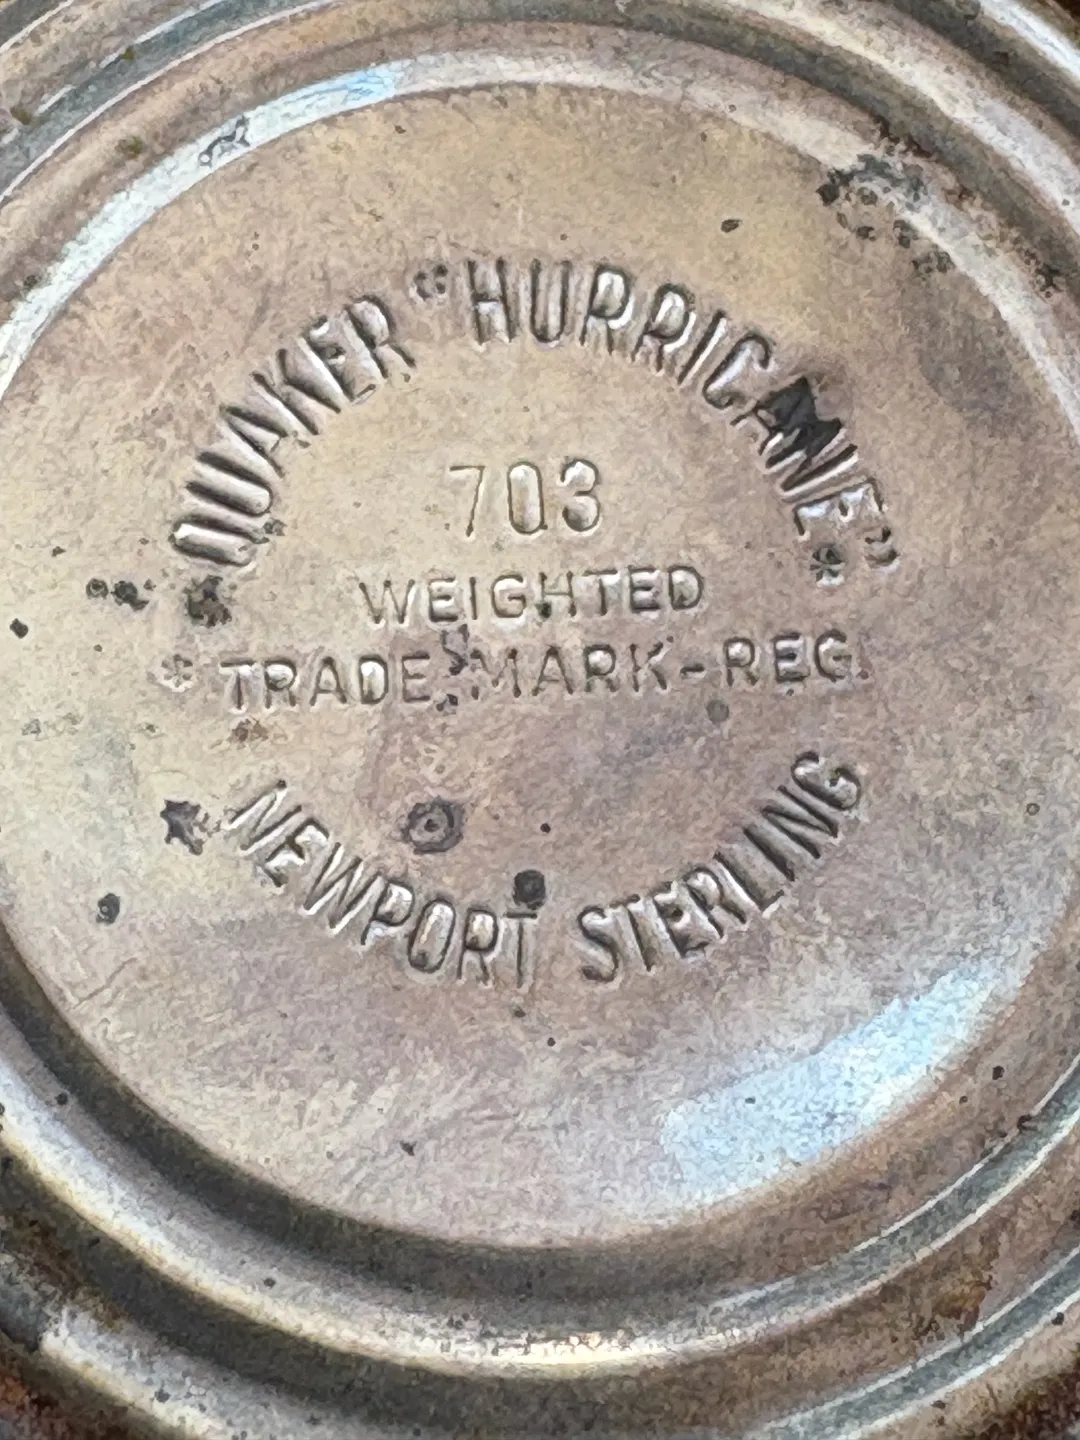 QUAKER "HURRICANE"
703
WEIGHTED
TRADE MARK-REG.
NEWPORT STERLING